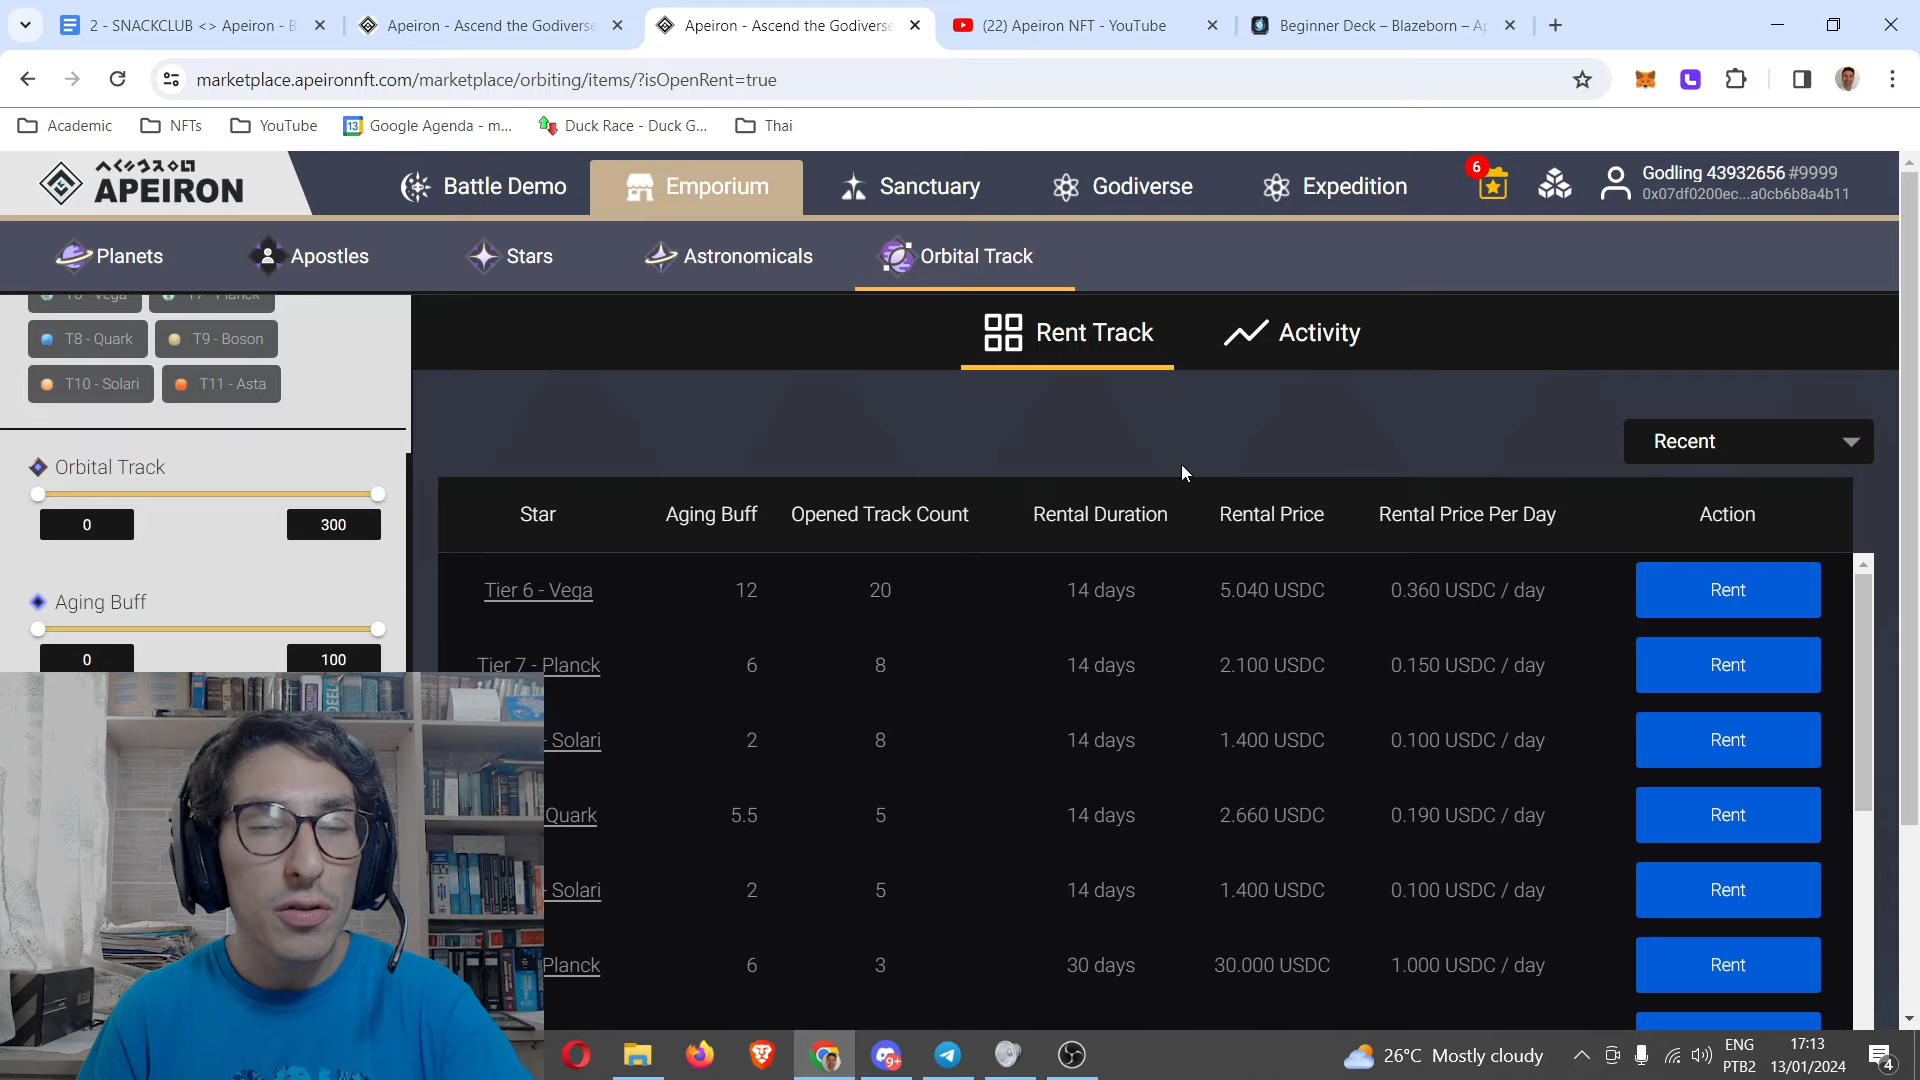 2 - SNACKCLUB <> Apeiron - B
Apeiron - Ascend the Godiverse
Apeiron - Ascend the Godiverse
(22) Apeiron NFT - YouTube
Beginner Deck – Blazeborn – Ap
marketplace.apeironnft.com/marketplace/orbiting/items/?isOpenRent=true
Academic
NFTs
YouTube
Google Agenda - m...
Duck Race - Duck G...
Thai
APEIRON
Battle Demo
Emporium
Sanctuary
Godiverse
Expedition
6
Godling 43932656 #9999
0x07df0200ec...a0cb6b8a4b11
Planets
Apostles
Stars
Astronomicals
Orbital Track
T6 - Vega
T7 - Planck
T8 - Quark
T9 - Boson
T10 - Solari
T11 - Asta
Orbital Track
0
300
Aging Buff
0
100
Rent Track
Activity
Recent
Star Aging Buff Opened Track Count Rental Duration Rental Price Rental Price Per Day Action
Tier 6 - Vega 12 20 14 days 5.040 USDC 0.360 USDC / day Rent
Tier 7 - Planck 6 8 14 days 2.100 USDC 0.150 USDC / day Rent
- Solari 2 8 14 days 1.400 USDC 0.100 USDC / day Rent
Quark 5.5 5 14 days 2.660 USDC 0.190 USDC / day Rent
- Solari 2 5 14 days 1.400 USDC 0.100 USDC / day Rent
Planck 6 3 30 days 30.000 USDC 1.000 USDC / day Rent
9+
26°C Mostly cloudy
ENG
PTB2
17:13
13/01/2024
4